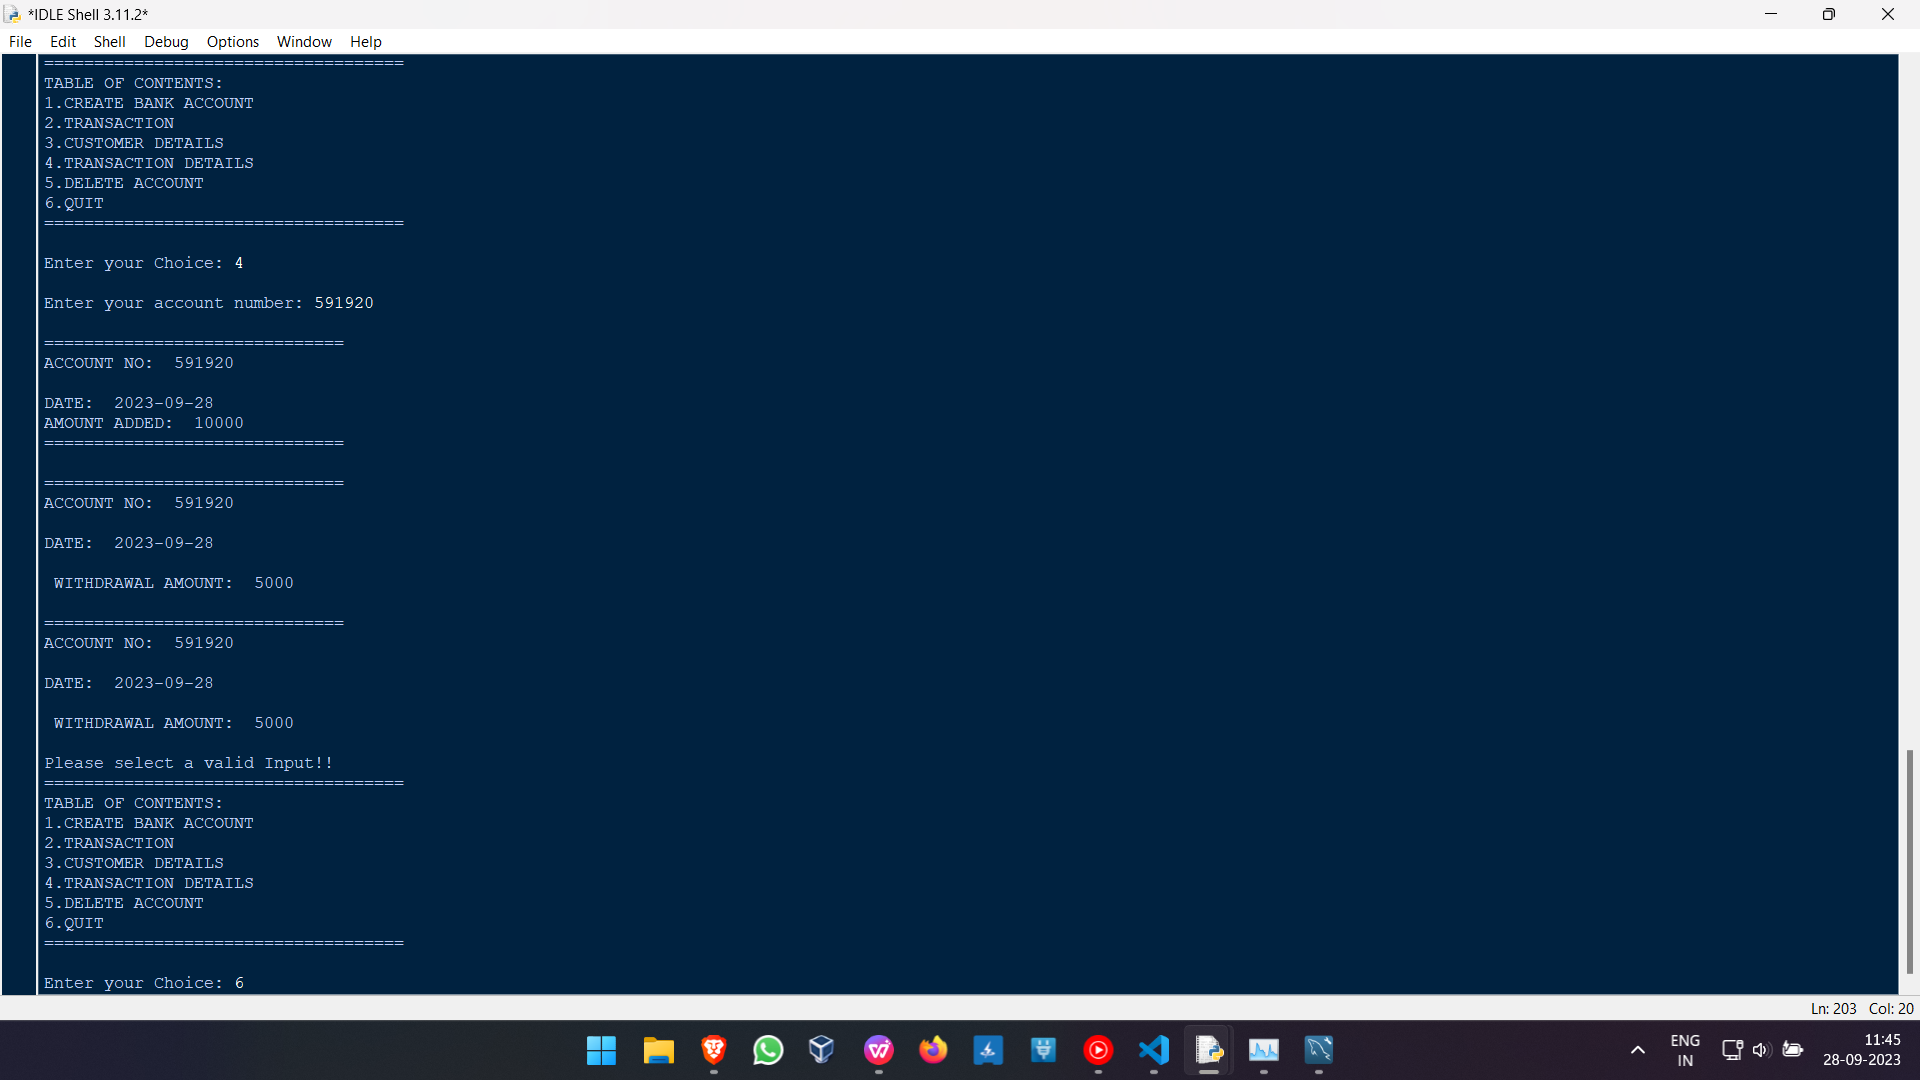 *IDLE Shell 3.11.2*
File Edit Shell Debug Options Window Help
====================================
TABLE OF CONTENTS:
1.CREATE BANK ACCOUNT
2.TRANSACTION
3.CUSTOMER DETAILS
4.TRANSACTION DETAILS
5.DELETE ACCOUNT
6.QUIT
====================================
Enter your Choice: 4
Enter your account number: 591920
==============================
ACCOUNT NO:  591920
DATE:  2023-09-28
AMOUNT ADDED:  10000
==============================
==============================
ACCOUNT NO:  591920
DATE:  2023-09-28
WITHDRAWAL AMOUNT:  5000
==============================
ACCOUNT NO:  591920
DATE:  2023-09-28
WITHDRAWAL AMOUNT:  5000
Please select a valid Input!!
====================================
TABLE OF CONTENTS:
1.CREATE BANK ACCOUNT
2.TRANSACTION
3.CUSTOMER DETAILS
4.TRANSACTION DETAILS
5.DELETE ACCOUNT
6.QUIT
====================================
Enter your Choice: 6
Ln: 203 Col: 20
ENG
IN
11:45
28-09-2023